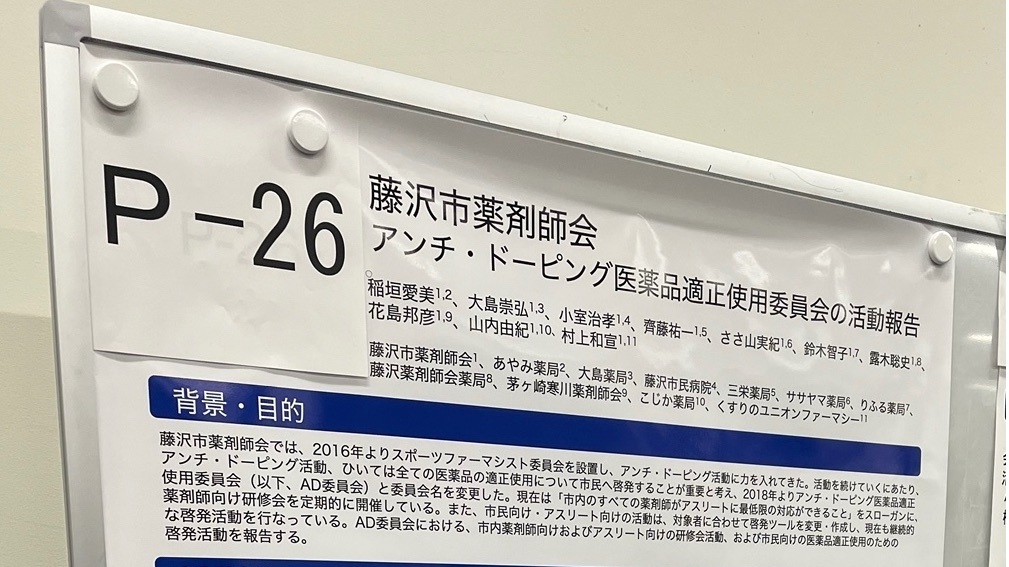 P-26
藤沢市薬剤師会
アンチ・ドーピング医薬品適正使用委員会の活動報告
稲垣愛美1,2、大島崇弘1,3、小室治孝1,4、齊藤祐一1,5、ささ山実紀1,6、鈴木智子1,7、露木聡史1,8、
花島邦彦1,9、山内由紀1,10、村上和宣1,11
藤沢市薬剤師会1、あやみ薬局2、大島薬局3、藤沢市民病院4、三栄薬局5、ササヤマ薬局6、りふる薬局7、
藤沢薬剤師会薬局8、茅ヶ崎寒川薬剤師会9、こじか薬局10、くすりのユニオンファーマシー11
背景・目的
藤沢市薬剤師会では、2016年よりスポーツファーマシスト委員会を設置し、アンチ・ドーピング活動に力を入れてきた。活動を続けていくにあたり、
アンチ・ドーピング活動、ひいては全ての医薬品の適正使用について市民へ啓発することが重要と考え、2018年よりアンチ・ドーピング医薬品適正
使用委員会（以下、AD委員会）と委員会名を変更した。現在は「市内のすべての薬剤師がアスリートに最低限の対応ができること」をスローガンに、
薬剤師向け研修会を定期的に開催している。また、市民向け・アスリート向けの活動は、対象者に合わせて啓発ツールを変更・作成し、現在も継続的
な啓発活動を行なっている。AD委員会における、市内薬剤師向けおよびアスリート向けの研修会活動、および市民向けの医薬品適正使用のための
啓発活動を報告する。